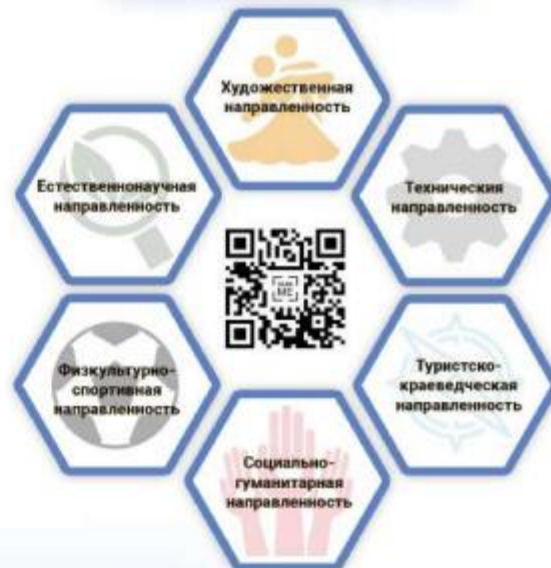 Художественная
направленность
Естественнонаучная
направленность
Техническия
направленность
Физкультурно-
спортивная
направленность
Туристско-
краеведческая
направленность
Социально-
гуманитарная
направленность